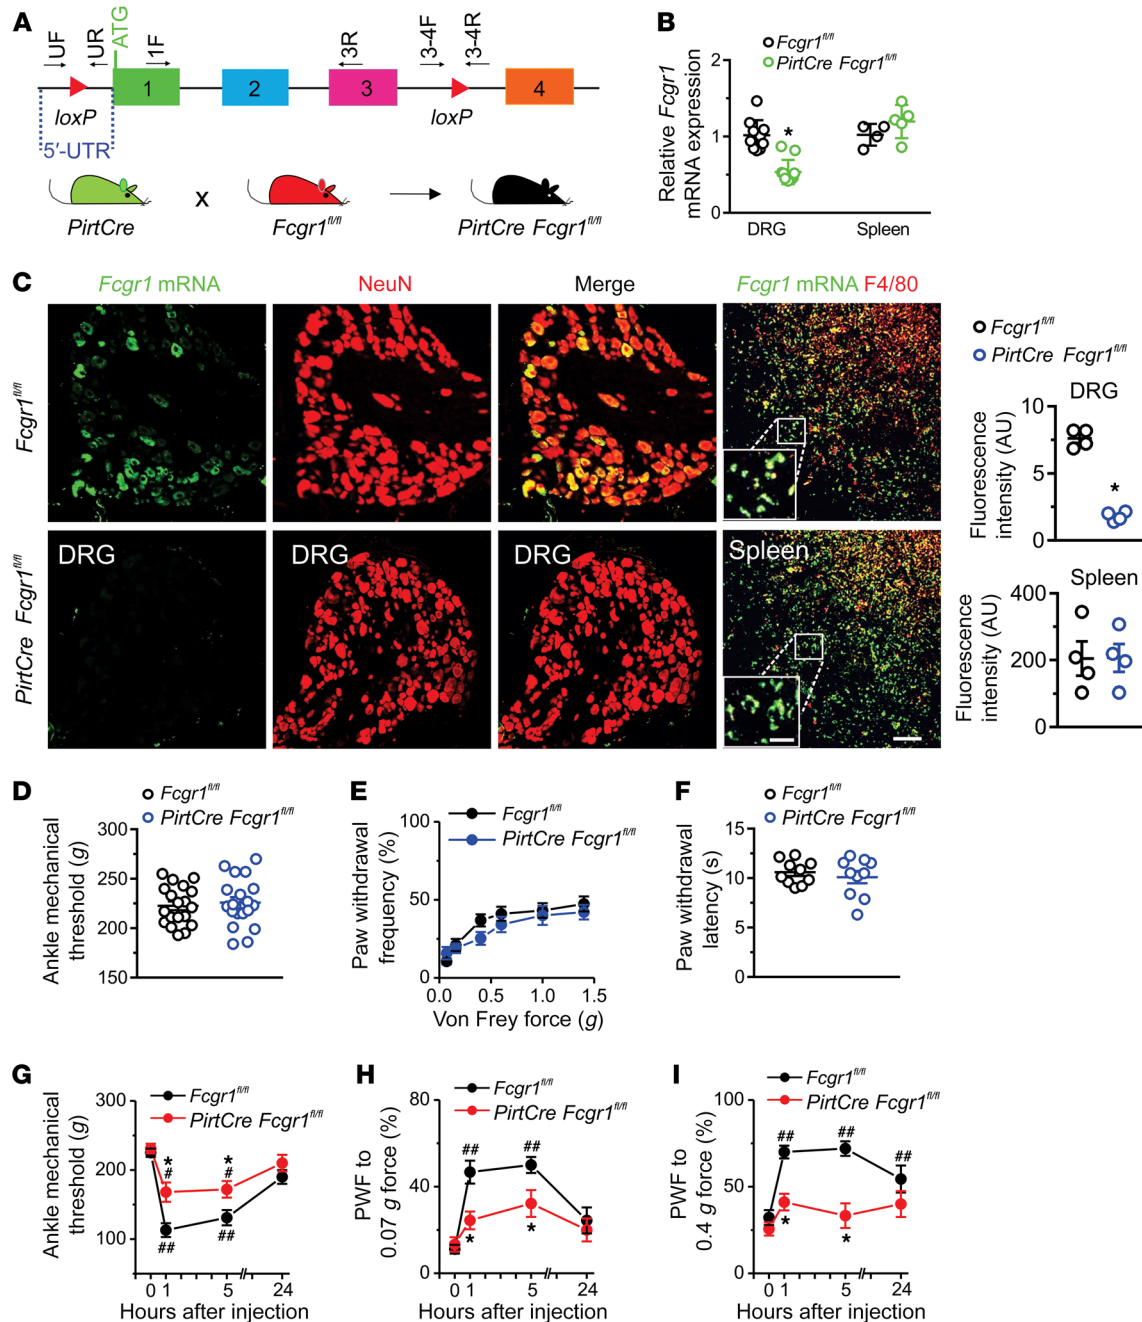 A
UF
UR
ATG
1F
3R
3-4F
3-4R
1
2
3
4
loxP
loxP
5′-UTR
x
PirtCre
Fcgr1fl/fl
PirtCre Fcgr1fl/fl
B
Fcgr1fl/fl
PirtCre Fcgr1fl/fl
Relative Fcgr1
mRNA expression
2
1
0
*
DRG
Spleen
C
Fcgr1 mRNA
NeuN
Merge
Fcgr1 mRNA F4/80
Fcgr1fl/fl
PirtCre Fcgr1fl/fl
DRG
DRG
DRG
Spleen
Fcgr1fl/fl
PirtCre Fcgr1fl/fl
DRG
Fluorescence
intensity (AU)
10
5
0
*
Spleen
Fluorescence
intensity (AU)
400
200
0
D
Fcgr1fl/fl
PirtCre Fcgr1fl/fl
Ankle mechanical
threshold (g)
300
250
200
150
E
Fcgr1fl/fl
PirtCre Fcgr1fl/fl
Paw withdrawal
frequency (%)
100
50
0
0.0 0.5 1.0 1.5
Von Frey force (g)
F
Fcgr1fl/fl
PirtCre Fcgr1fl/fl
Paw withdrawal
latency (s)
15
10
5
0
G
Fcgr1fl/fl
PirtCre Fcgr1fl/fl
Ankle mechanical
threshold (g)
300
200
100
* *
# #
## ##
0 1 5 24
Hours after injection
H
Fcgr1fl/fl
PirtCre Fcgr1fl/fl
PWF to
0.07 g force (%)
80
40
0
## ##
* *
0 1 5 24
Hours after injection
I
Fcgr1fl/fl
PirtCre Fcgr1fl/fl
PWF to
0.4 g force (%)
100
50
0
## ## ##
* *
0 1 5 24
Hours after injection